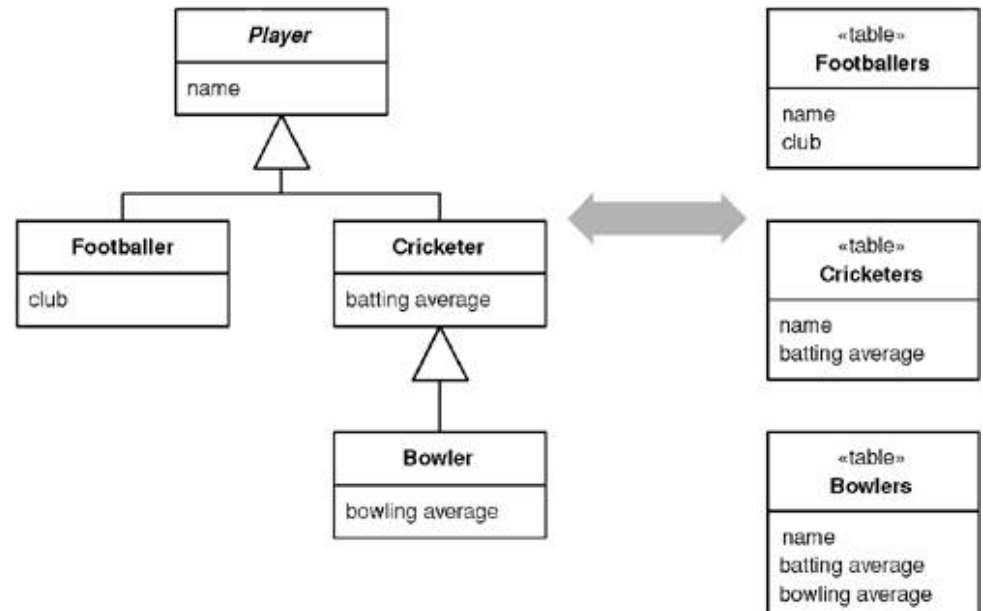 Player
name
Footballer
club
Cricketer
batting average
Bowler
bowling average
«table»
Footballers
name
club
«table»
Cricketers
name
batting average
«table»
Bowlers
name
batting average
bowling average